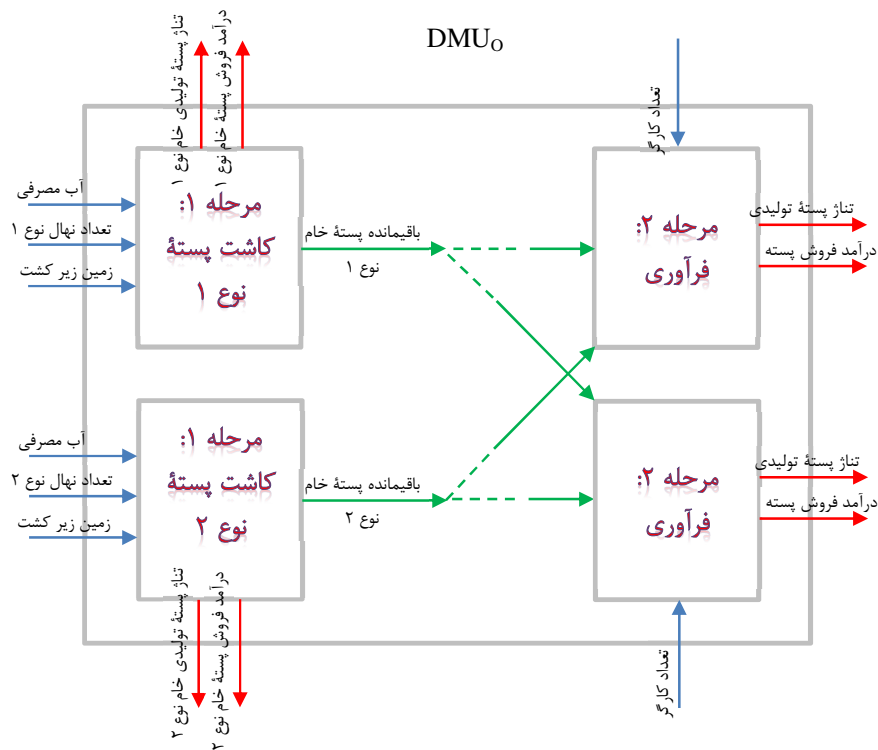 DMU_O
تناژ پستهٔ تولیدی خام نوع ۱
درآمد فروش پستهٔ خام نوع ۱
تعداد کارگر
آب مصرفی
تعداد نهال نوع ۱
زمین زیر کشت
مرحله ۱:
کاشت پستهٔ
نوع ۱
باقیمانده پستهٔ خام
نوع ۱
مرحله ۲:
فرآوری
تناژ پستهٔ تولیدی
درآمد فروش پسته
آب مصرفی
تعداد نهال نوع ۲
زمین زیر کشت
مرحله ۱:
کاشت پستهٔ
نوع ۲
باقیمانده پستهٔ خام
نوع ۲
مرحله ۲:
فرآوری
تناژ پستهٔ تولیدی
درآمد فروش پسته
تناژ پستهٔ تولیدی خام نوع ۲
درآمد فروش پستهٔ خام نوع ۲
تعداد کارگر